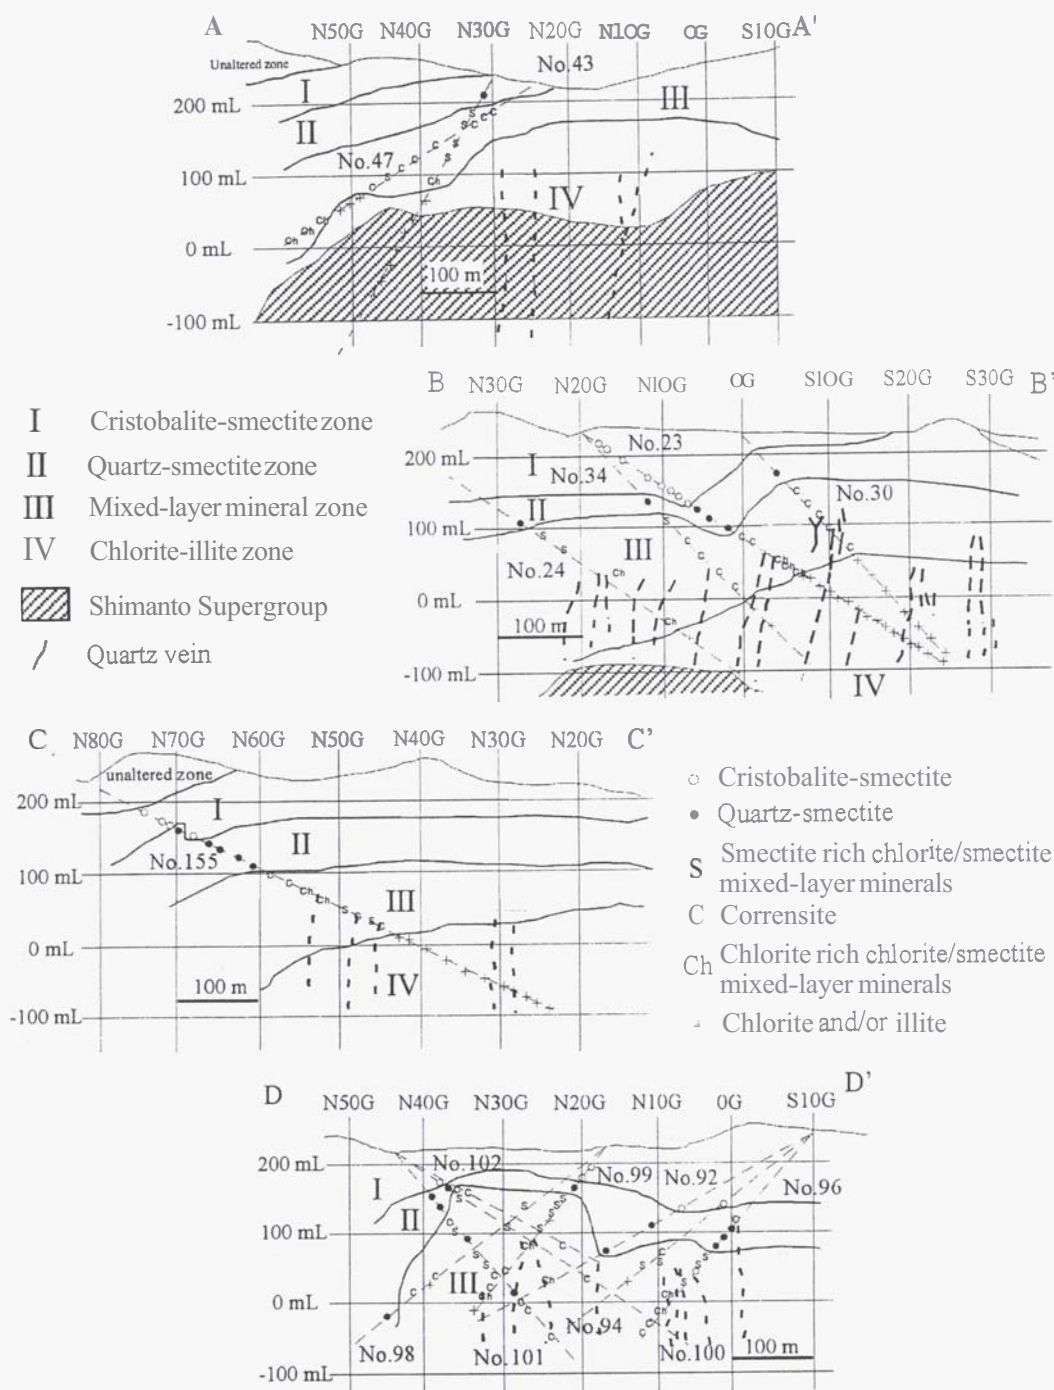 A N50G N40G N30G N20G N10G OG S10G A'
Unaltered zone
No.43
I
III
200 mL
II
No.47
100 mL
IV
0 mL
100 m
-100 mL
B N30G N20G N10G OG S10G S20G S30G B'
No.23
200 mL
I
No.34
No.30
II
100 mL
III
No.24
0 mL
100 m
-100 mL
IV
I Cristobalite-smectite zone
II Quartz-smectite zone
III Mixed-layer mineral zone
IV Chlorite-illite zone
Shimanto Supergroup
Quartz vein
C N80G N70G N60G N50G N40G N30G N20G C'
unaltered zone
200 mL
I
II
No.155
100 mL
III
0 mL
100 m
IV
-100 mL
Cristobalite-smectite
Quartz-smectite
S Smectite rich chlorite/smectite
mixed-layer minerals
C Corrensite
Ch Chlorite rich chlorite/smectite
mixed-layer minerals
Chlorite and/or illite
D N50G N40G N30G N20G N10G 0G S10G D'
200 mL
No.102
No.99
No.92
No.96
I
II
100 mL
III
0 mL
No.94
No.98
No.101
No.100
100 m
-100 mL